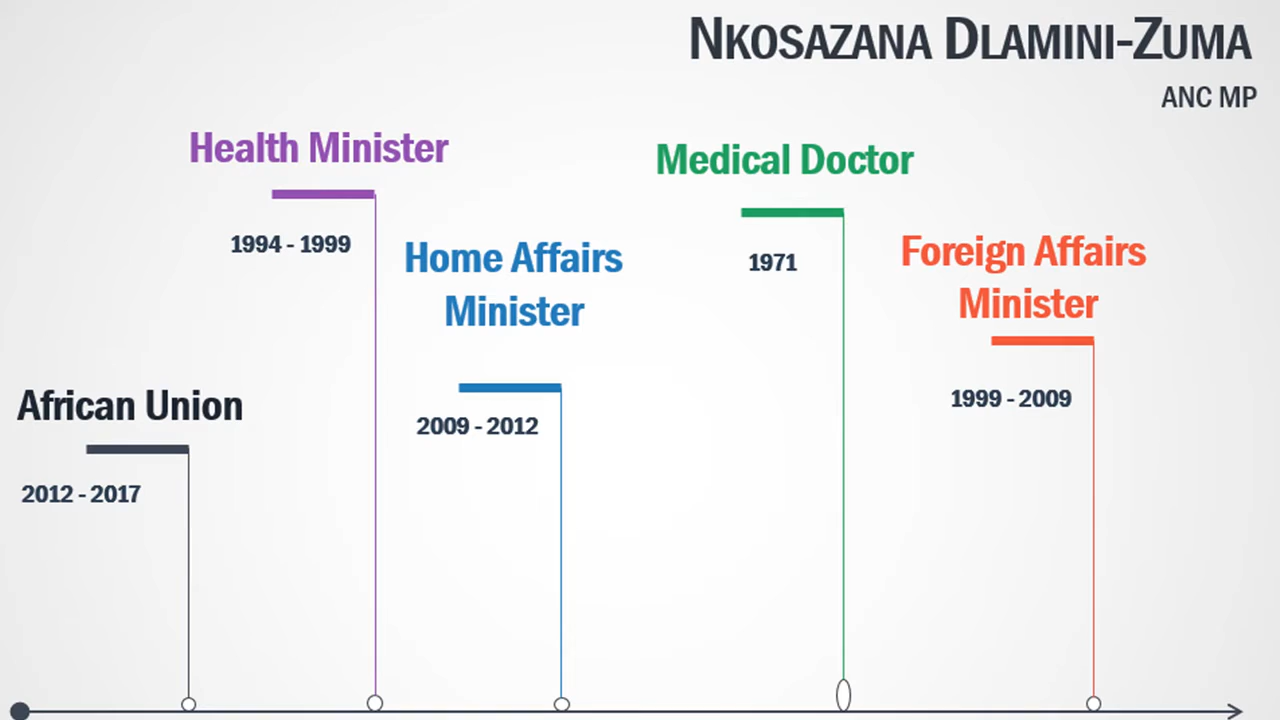 NKOSAZANA DLAMINI-ZUMA
ANC MP
Health Minister
1994 - 1999
Medical Doctor
1971
Home Affairs
Minister
2009 - 2012
Foreign Affairs
Minister
1999 - 2009
African Union
2012 - 2017